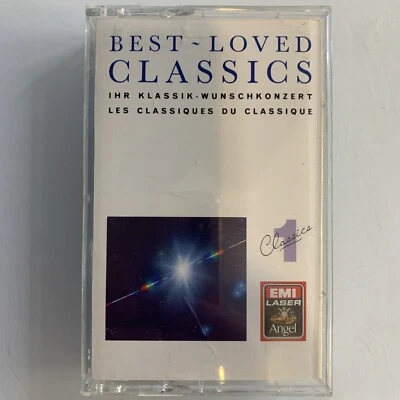 BEST~LOVED
CLASSICS
IHR KLASSIK-WUNSCHKONZERT
LES CLASSIQUES DU CLASSIQUE
1
Classics
EMI
LASER
Angel